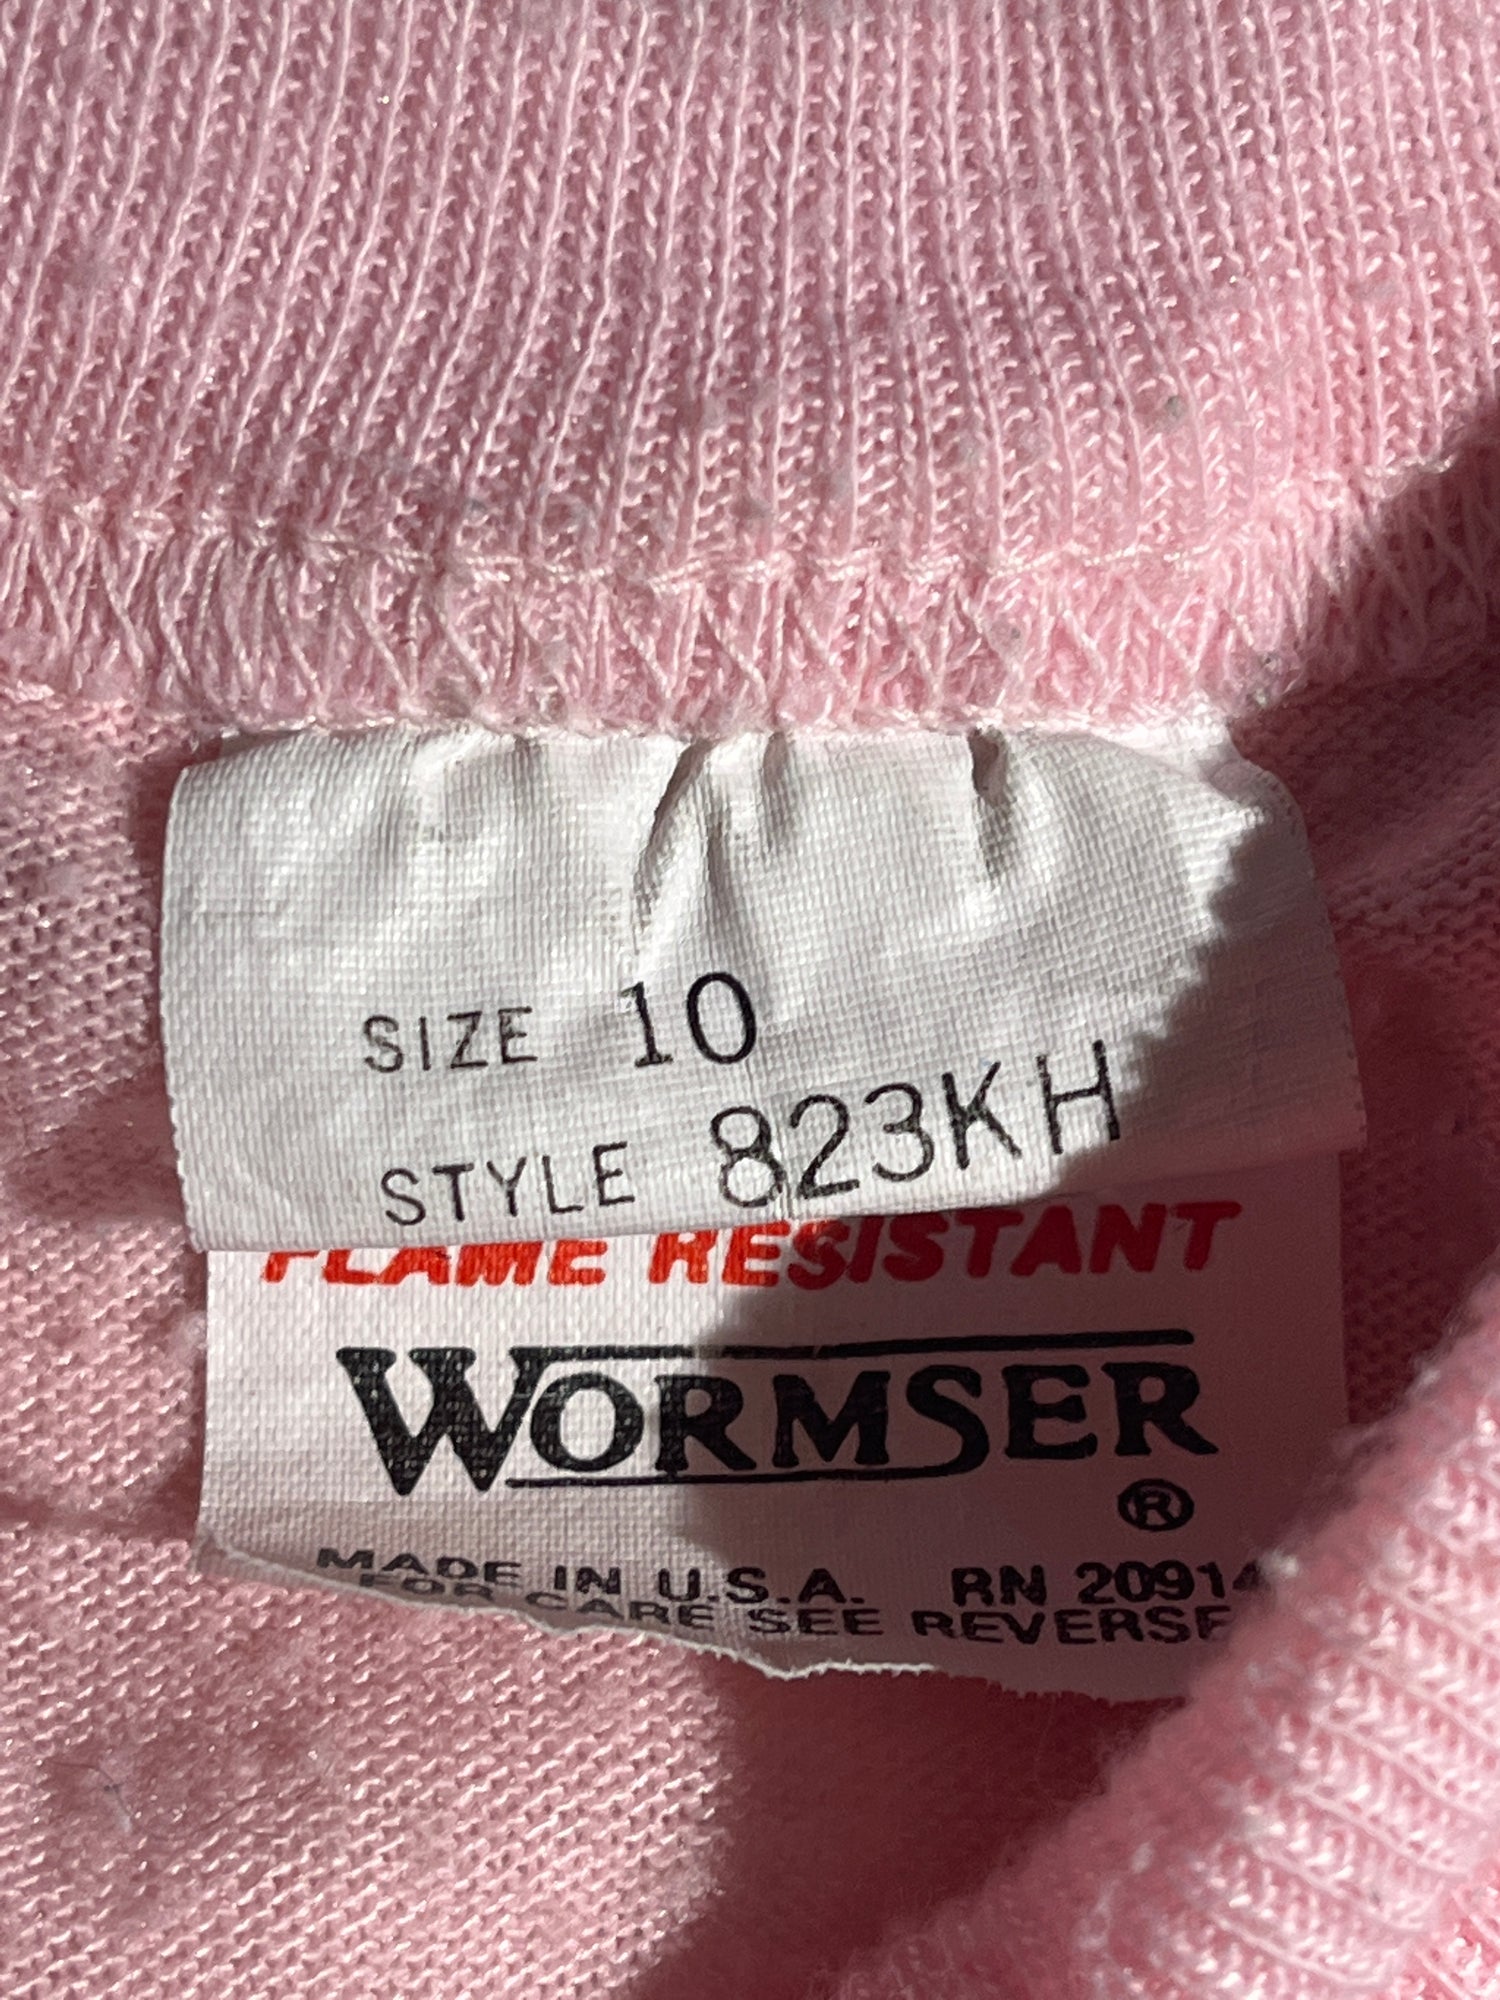 SIZE 10
STYLE 823KH
FLAME RESISTANT
WORMSER
®
MADE IN U.S.A. RN 20914
FOR CARE SEE REVERSE